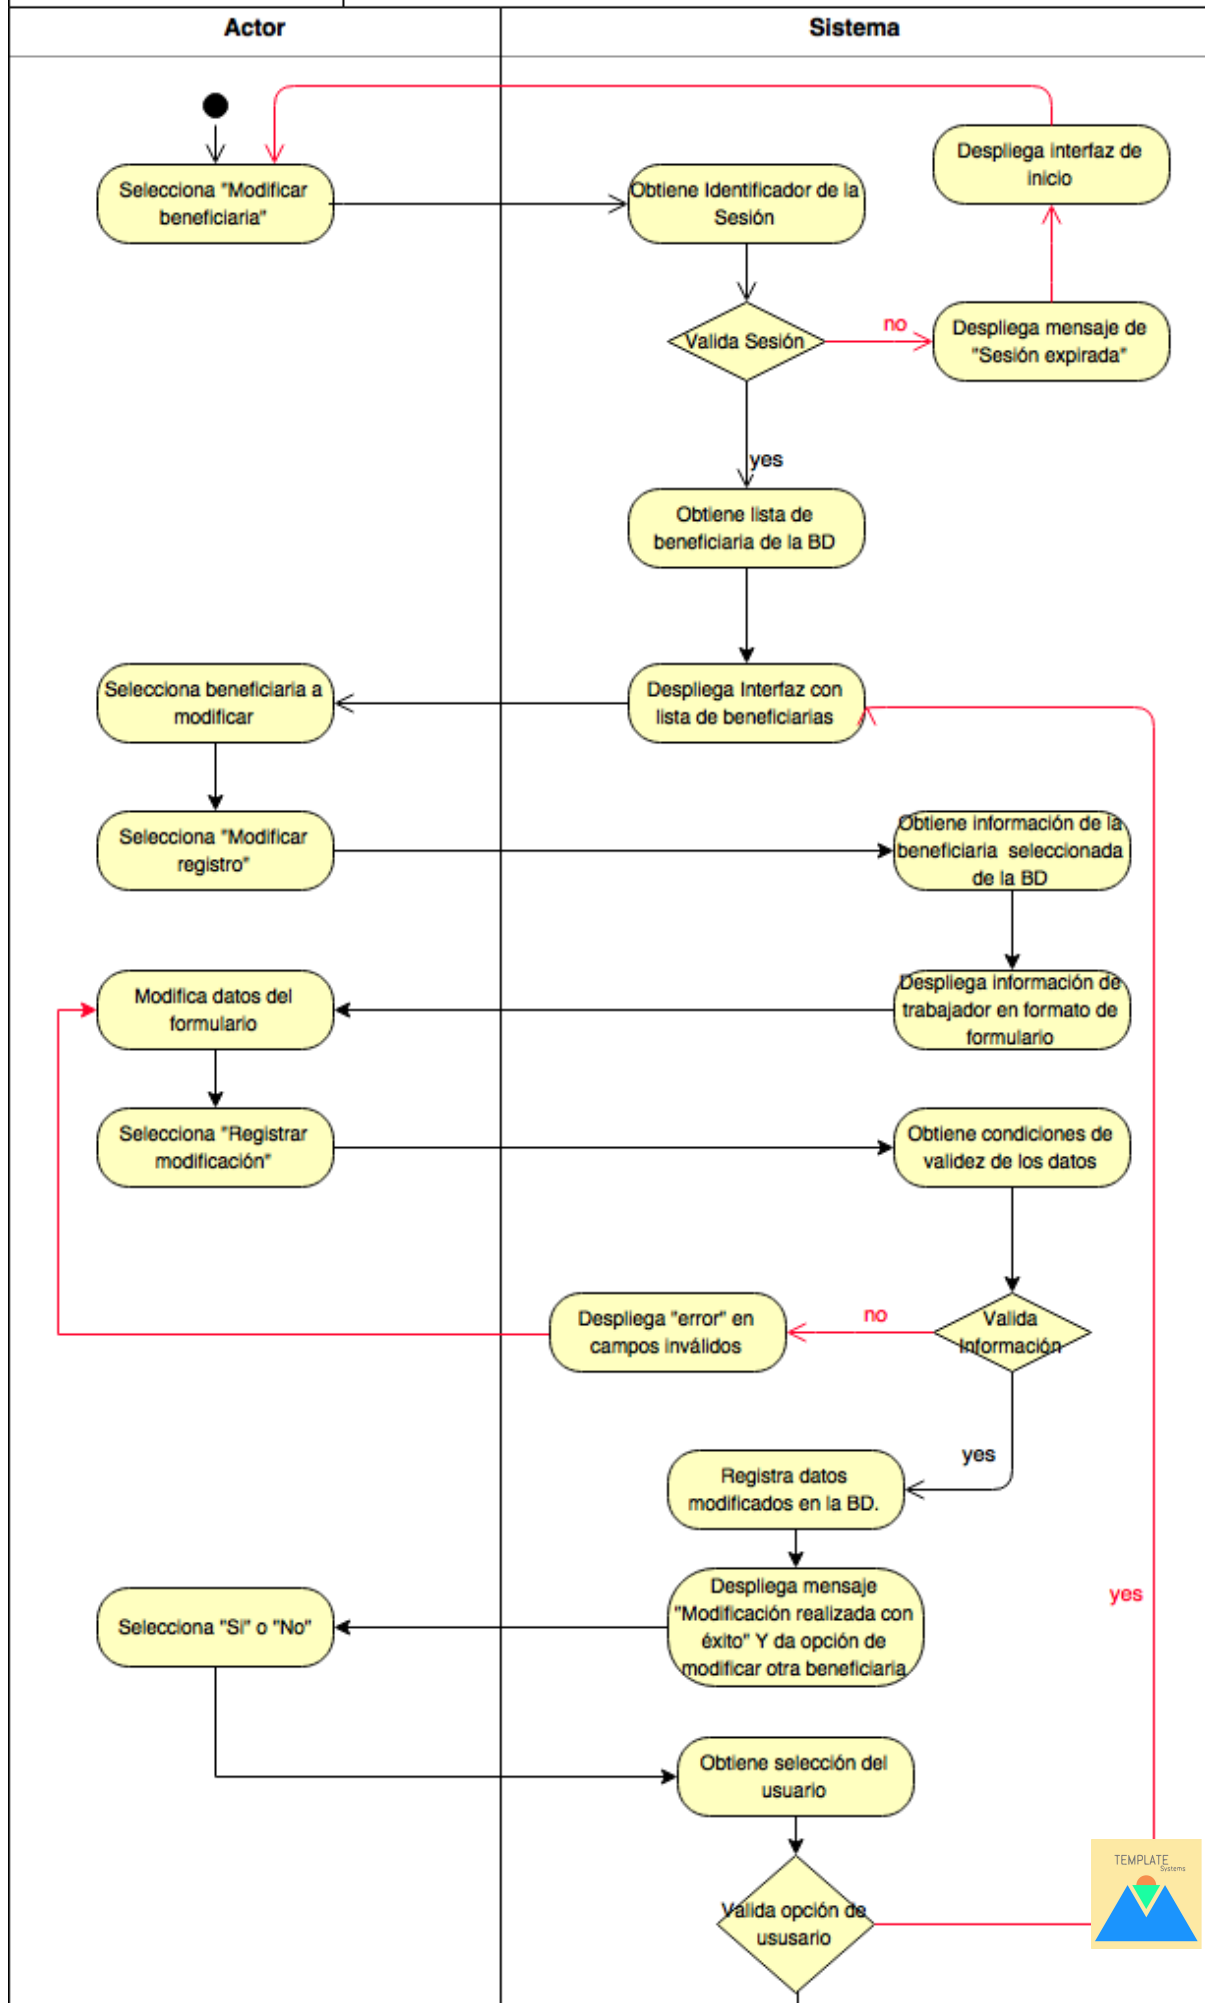 Actor
Sistema
Selecciona "Modificar
beneficiaria"
Obtiene Identificador de la
Sesión
Despliega interfaz de
inicio
Valida Sesión
no
Despliega mensaje de
"Sesión expirada"
yes
Obtiene lista de
beneficiaria de la BD
Selecciona beneficiaria a
modificar
Despliega Interfaz con
lista de beneficiarias
Selecciona "Modificar
registro"
Obtiene información de la
beneficiaria seleccionada
de la BD
Modifica datos del
formulario
Despliega información de
trabajador en formato de
formulario
Selecciona "Registrar
modificación"
Obtiene condiciones de
validez de los datos
Despliega "error" en
campos inválidos
no
Valida
Información
yes
Registra datos
modificados en la BD.
Selecciona "Si" o "No"
Despliega mensaje
"Modificación realizada con
éxito" Y da opción de
modificar otra beneficiaria
yes
Obtiene selección del
usuario
Valida opción de
ususario
TEMPLATE
Systems